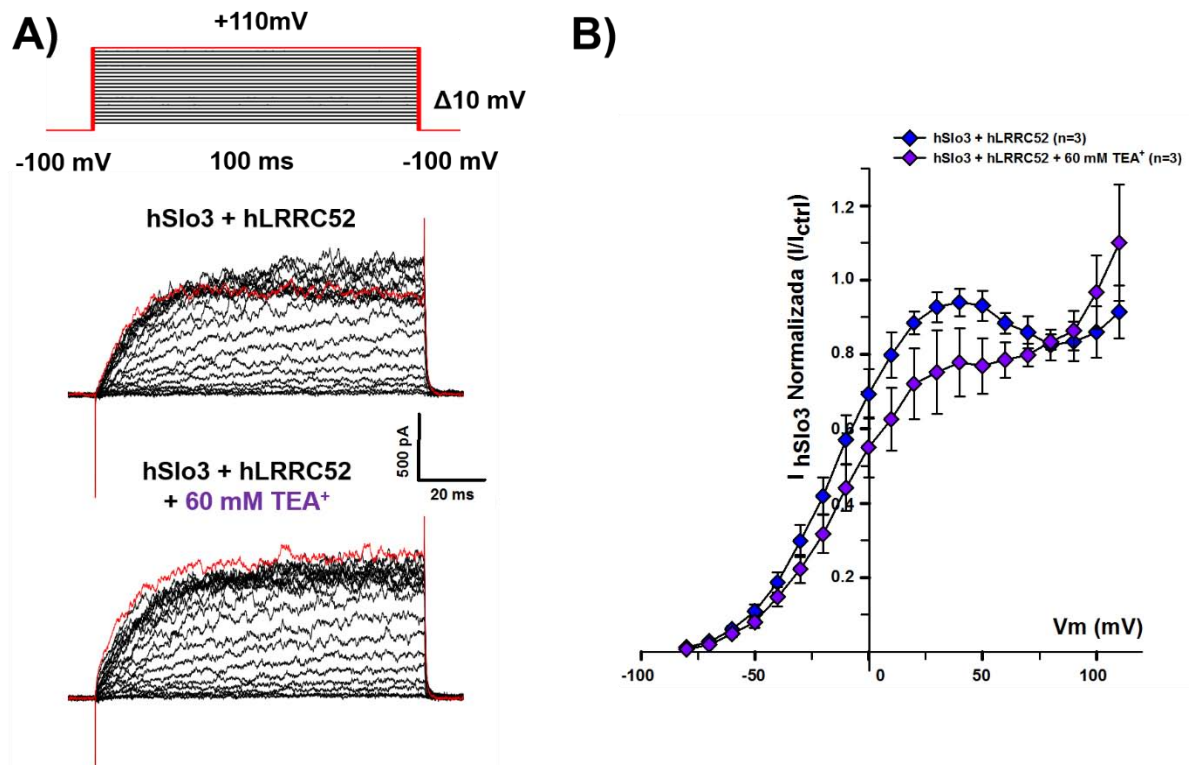 A)
+110mV
Δ10 mV
-100 mV
100 ms
-100 mV
hSlo3 + hLRRC52
500 pA
20 ms
hSlo3 + hLRRC52
+ 60 mM TEA⁺
B)
hSlo3 + hLRRC52 (n=3)
hSlo3 + hLRRC52 + 60 mM TEA⁺ (n=3)
I hSlo3 Normalizada (I/Ictrl)
1.2
1.0
0.8
0.6
0.4
0.2
Vm (mV)
-100
-50
0
50
100